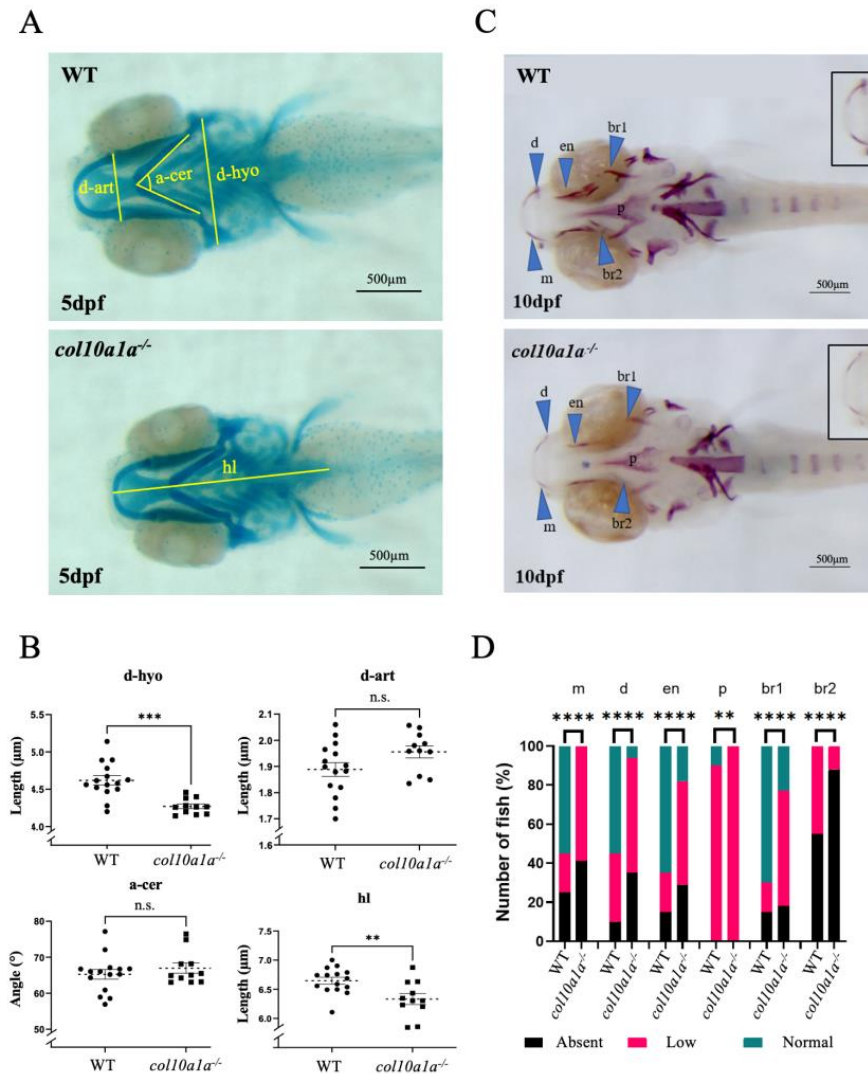 A
WT
d-art
a-cer
d-hyo
500µm
5dpf
col10a1a-/-
hl
500µm
5dpf
C
WT
d
en
br1
p
m
br2
500µm
10dpf
col10a1a-/-
d
en
br1
p
m
br2
500µm
10dpf
B
d-hyo
***
Length (µm)
5.5
5.0
4.5
4.0
WT
col10a1a-/-
d-art
n.s.
Length (µm)
2.1
2.0
1.9
1.8
1.7
1.6
WT
col10a1a-/-
a-cer
n.s.
Angle (°)
80
70
60
50
WT
col10a1a-/-
hl
**
Length (µm)
7.5
7.0
6.5
6.0
WT
col10a1a-/-
D
m d en p br1 br2
**** **** **** ** **** ****
Number of fish (%)
100
80
60
40
20
0
WT
col10a1a-/-
WT
col10a1a-/-
WT
col10a1a-/-
WT
col10a1a-/-
WT
col10a1a-/-
WT
col10a1a-/-
Absent Low Normal